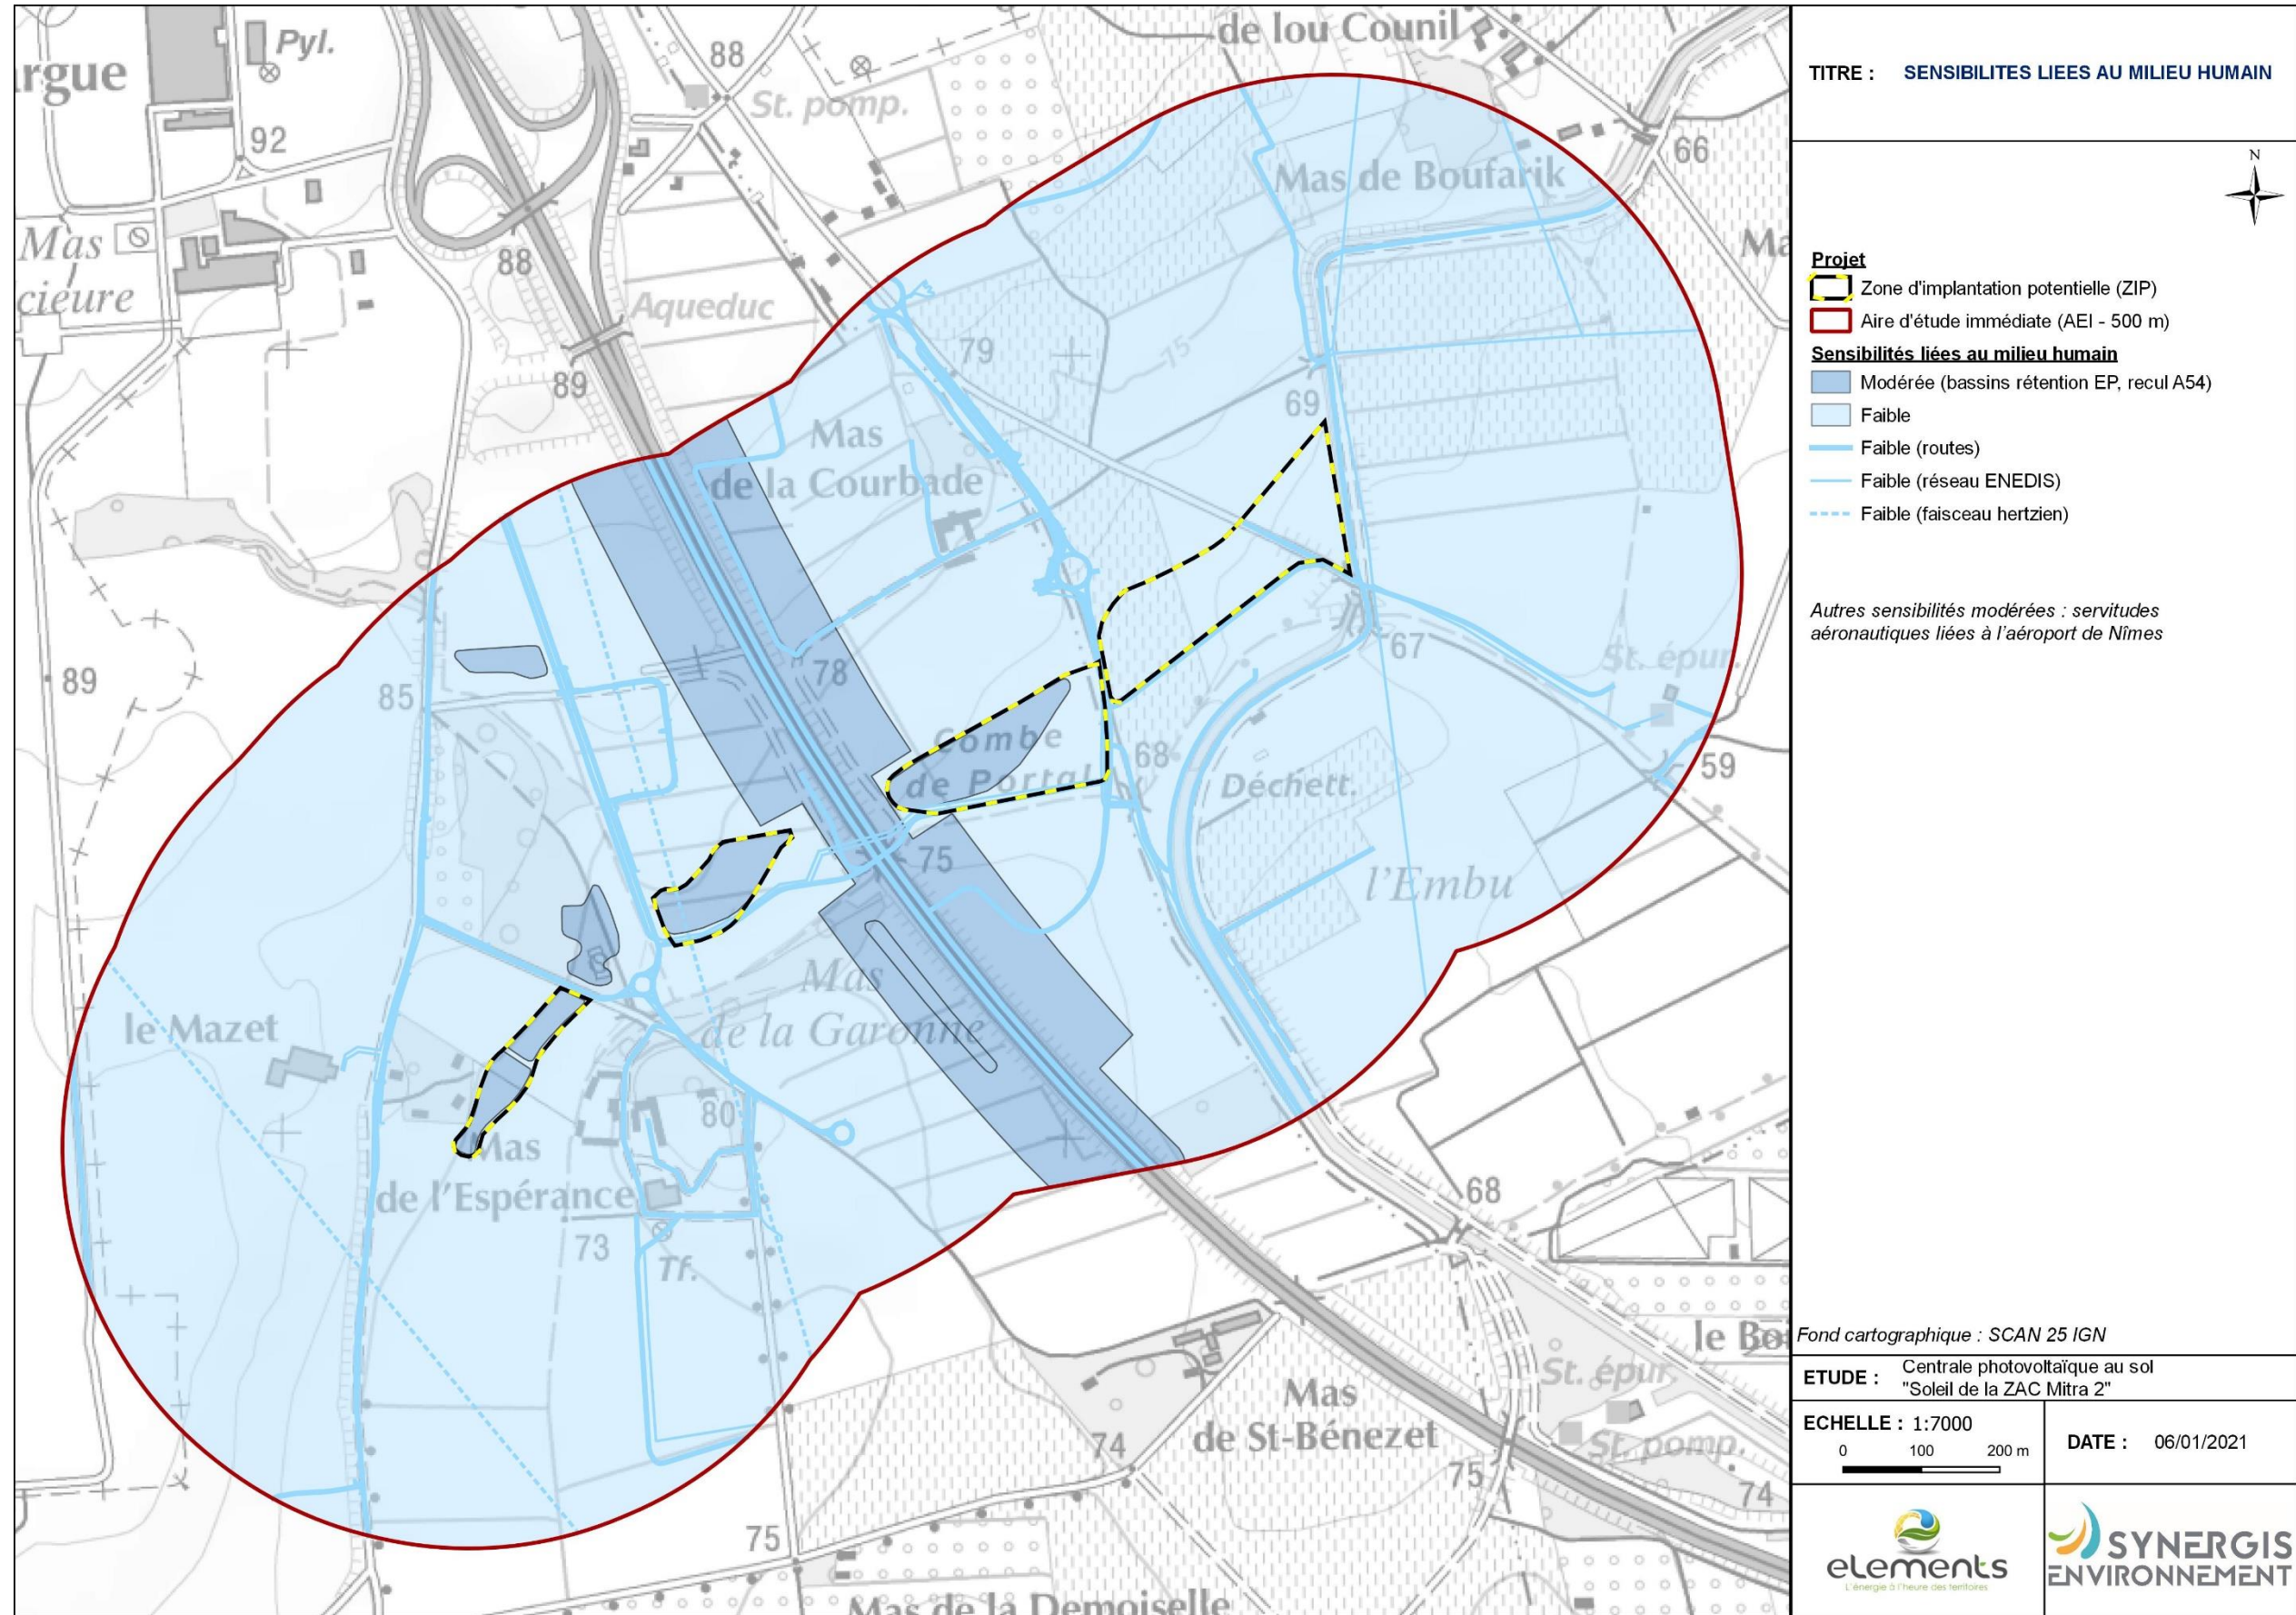 de lou Counil
Pyl.
rgue
88
St. pomp.
92
66
Mas de Boufarik
Mas
cieure
Ma
88
Aqueduc
79
75
89
69
Mas
de la Courbade
89
85
78
67
St. épur.
Combe
de Portal
68
Déchett.
59
75
l'Embu
Mas
de la Garonne
le Mazet
80
Mas
de l'Espérance
73
Tf.
68
le Bo
St. épur.
Mas
de St-Bénezet
St. pomp.
74
75
74
75
Mas de la Demoiselle
TITRE : SENSIBILITES LIEES AU MILIEU HUMAIN
N
Projet
Zone d'implantation potentielle (ZIP)
Aire d'étude immédiate (AEI - 500 m)
Sensibilités liées au milieu humain
Modérée (bassins rétention EP, recul A54)
Faible
Faible (routes)
Faible (réseau ENEDIS)
Faible (faisceau hertzien)
Autres sensibilités modérées : servitudes
aéronautiques liées à l'aéroport de Nîmes
Fond cartographique : SCAN 25 IGN
ETUDE : Centrale photovoltaïque au sol
"Soleil de la ZAC Mitra 2"
ECHELLE : 1:7000
0 100 200 m
DATE : 06/01/2021
eLements
L'énergie à l'heure des territoires
SYNERGIS
ENVIRONNEMENT